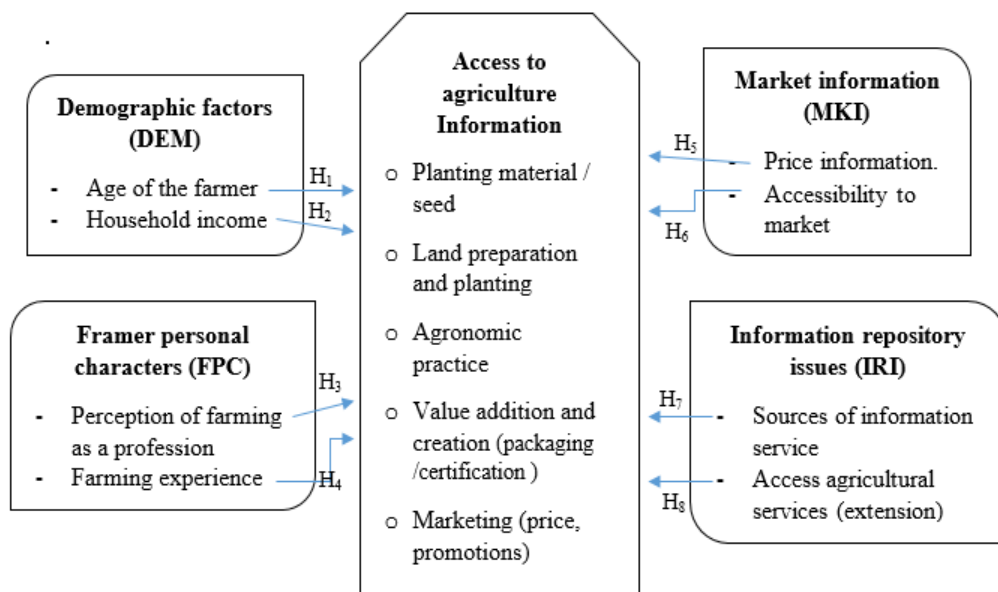 .
Demographic factors
(DEM)
- Age of the farmer
- Household income
H1
H2
Framer personal
characters (FPC)
- Perception of farming
as a profession
- Farming experience
H3
H4
Access to
agriculture
Information
o Planting material /
seed
o Land preparation
and planting
o Agronomic
practice
o Value addition and
creation (packaging
/certification )
o Marketing (price,
promotions)
Market information
(MKI)
- Price information.
- Accessibility to
market
H5
H6
Information repository
issues (IRI)
- Sources of information
service
- Access agricultural
services (extension)
H7
H8